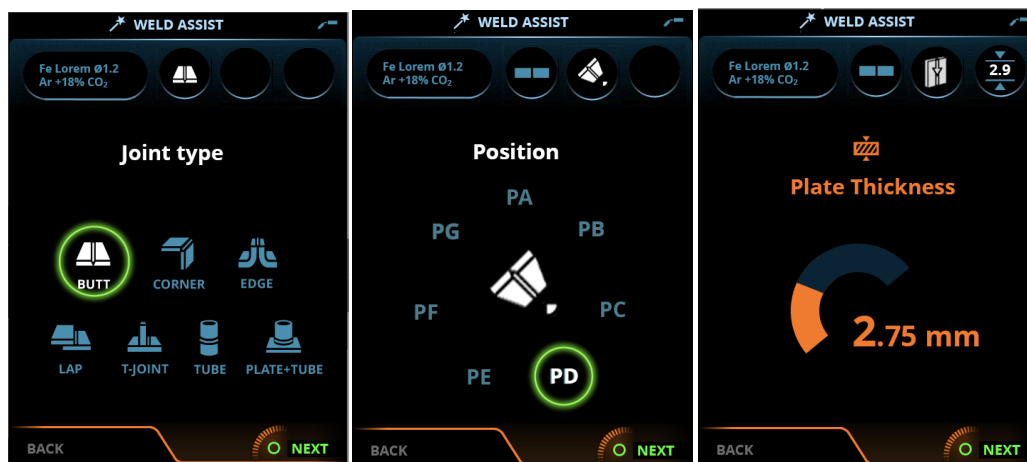 WELD ASSIST
Fe Lorem ø1.2
Ar +18% CO₂
Joint type
BUTT
CORNER
EDGE
LAP
T-JOINT
TUBE
PLATE+TUBE
BACK
NEXT
WELD ASSIST
Fe Lorem ø1.2
Ar +18% CO₂
Position
PA
PG
PB
PF
PC
PE
PD
BACK
NEXT
WELD ASSIST
Fe Lorem ø1.2
Ar +18% CO₂
2.9
Plate Thickness
2.75 mm
BACK
NEXT